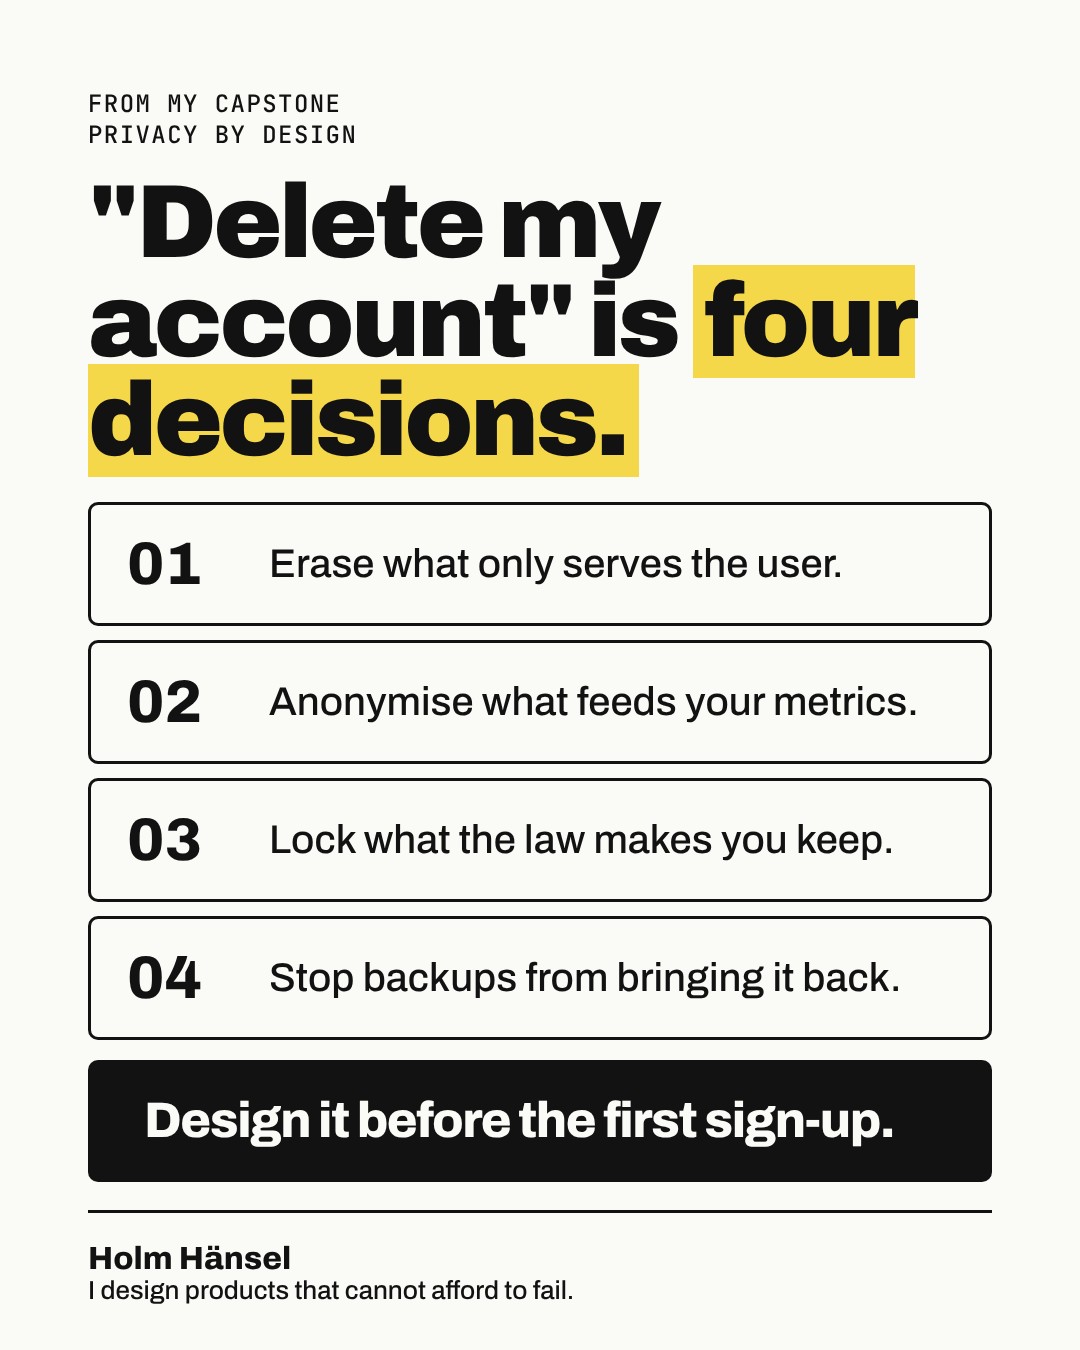 FROM MY CAPSTONE
PRIVACY BY DESIGN
"Delete my
account" is four
decisions.
01 Erase what only serves the user.
02 Anonymise what feeds your metrics.
03 Lock what the law makes you keep.
04 Stop backups from bringing it back.
Design it before the first sign-up.
Holm Hänsel
I design products that cannot afford to fail.